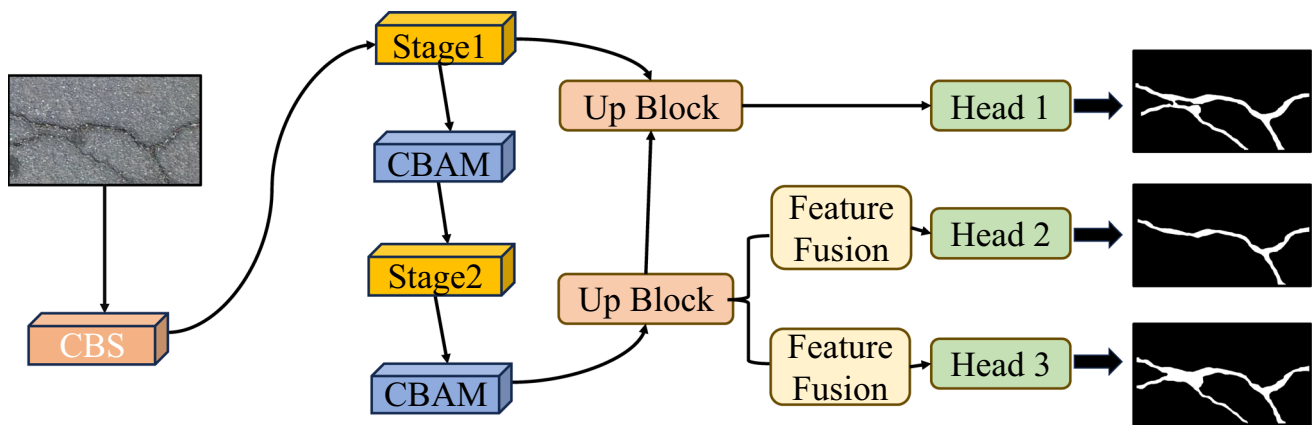 Stage1
Up Block
Head 1
CBAM
Feature
Fusion
Head 2
Stage2
Up Block
CBS
Feature
Fusion
Head 3
CBAM